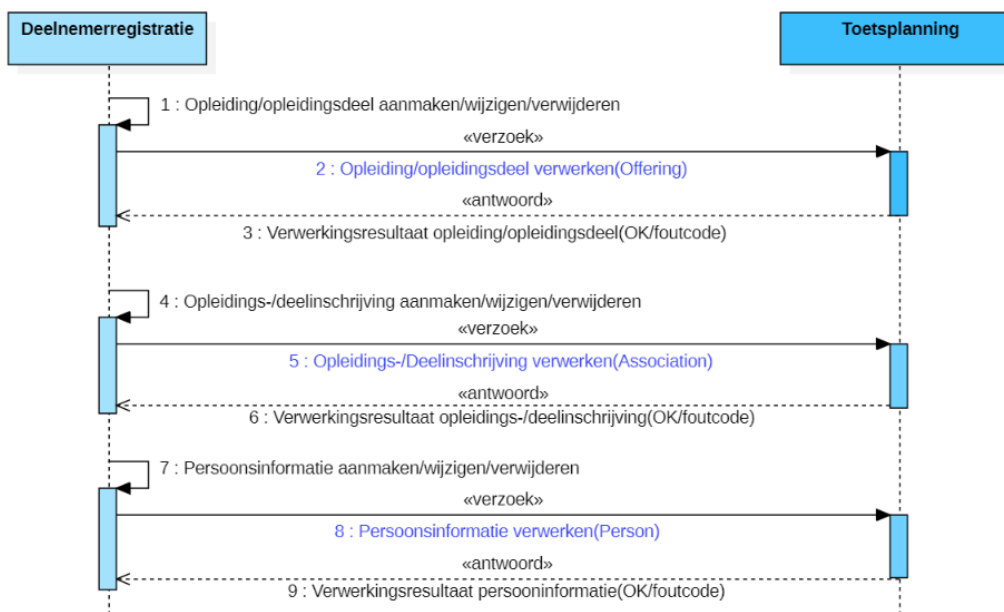 Deelnemerregistratie
Toetsplanning
1 : Opleiding/opleidingsdeel aanmaken/wijzigen/verwijderen
«verzoek»
2 : Opleiding/opleidingsdeel verwerken(Offering)
«antwoord»
3 : Verwerkingsresultaat opleiding/opleidingsdeel(OK/foutcode)
4 : Opleidings-/deelinschrijving aanmaken/wijzigen/verwijderen
«verzoek»
5 : Opleidings-/Deelinschrijving verwerken(Association)
«antwoord»
6 : Verwerkingsresultaat opleidings-/deelinschrijving(OK/foutcode)
7 : Persoonsinformatie aanmaken/wijzigen/verwijderen
«verzoek»
8 : Persoonsinformatie verwerken(Person)
«antwoord»
9 : Verwerkingsresultaat persooninformatie(OK/foutcode)